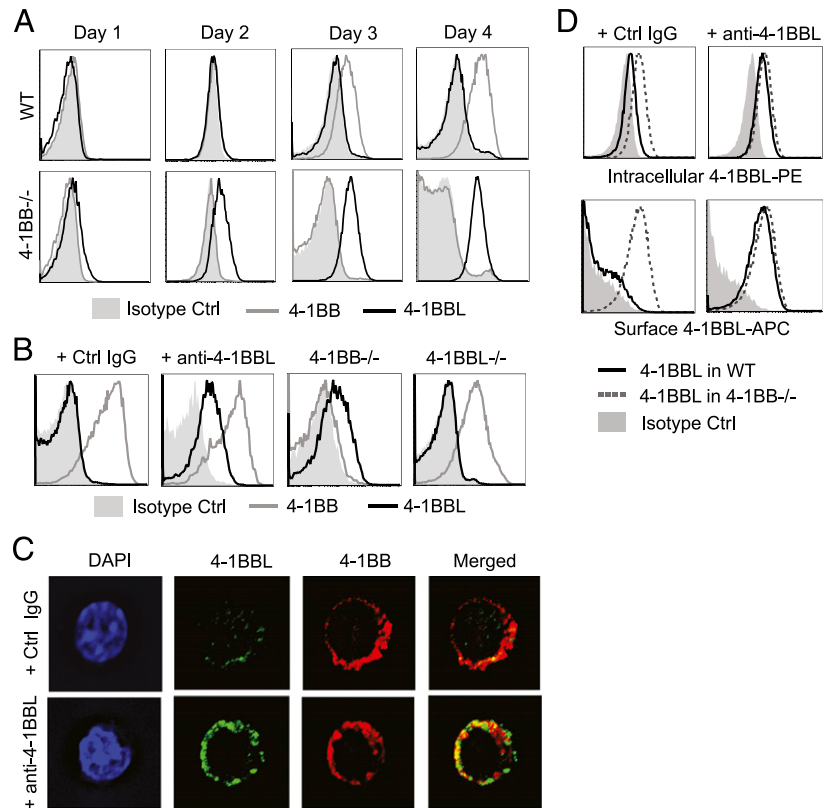 A
Day 1 Day 2 Day 3 Day 4
WT
4-1BB-/-
Isotype Ctrl 4-1BB 4-1BBL
B
+ Ctrl IgG + anti-4-1BBL 4-1BB-/- 4-1BBL-/-
Isotype Ctrl 4-1BB 4-1BBL
C
DAPI 4-1BBL 4-1BB Merged
+ Ctrl IgG
+ anti-4-1BBL
D
+ Ctrl IgG + anti-4-1BBL
Intracellular 4-1BBL-PE
Surface 4-1BBL-APC
4-1BBL in WT
4-1BBL in 4-1BB-/-
Isotype Ctrl